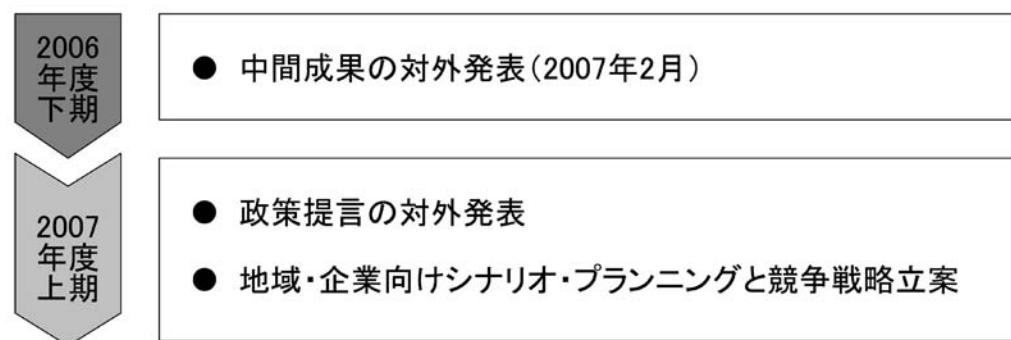 2006
年度
下期
● 中間成果の対外発表(2007年2月)
2007
年度
上期
● 政策提言の対外発表
● 地域・企業向けシナリオ・プランニングと競争戦略立案